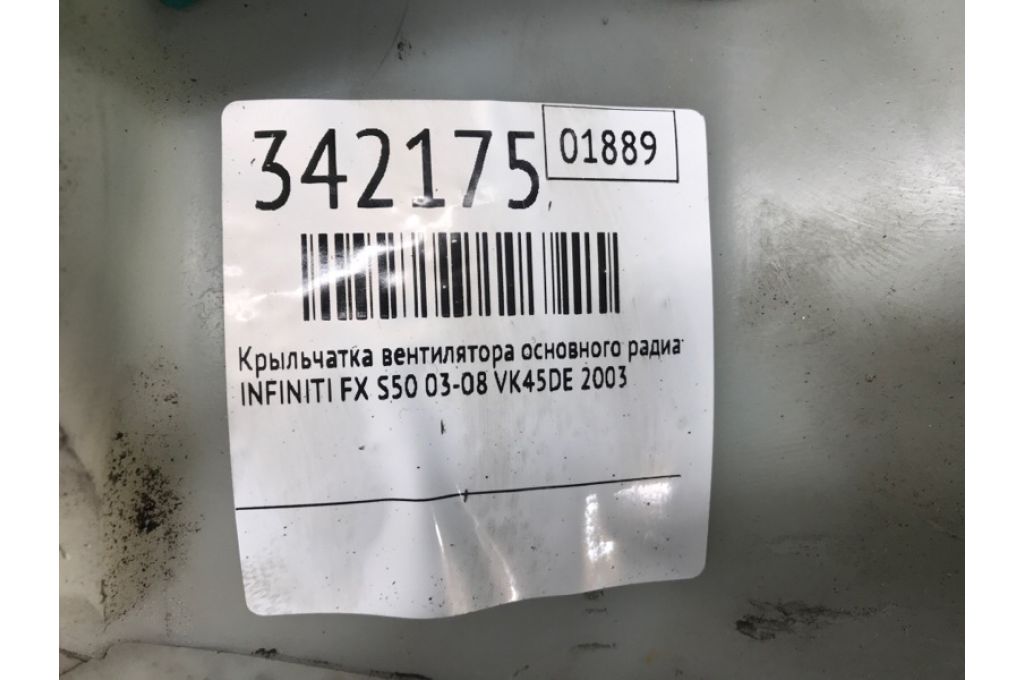 342175
01889
Крыльчатка вентилятора основного радиа
INFINITI FX S50 03-08 VK45DE 2003